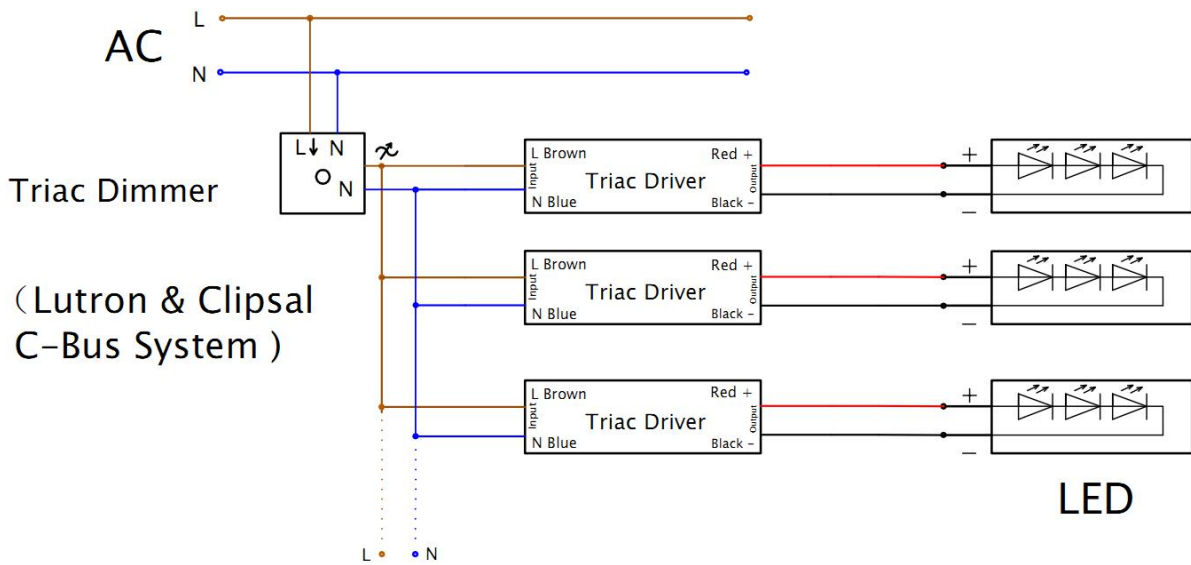 L
AC
N
L N
N
Triac Dimmer
（Lutron & Clipsal
C-Bus System )
L Brown
Input
N Blue
Triac Driver
Red +
Output
Black -
+
−
L Brown
Input
N Blue
Triac Driver
Red +
Output
Black -
+
−
L Brown
Input
N Blue
Triac Driver
Red +
Output
Black -
+
−
LED
L
N